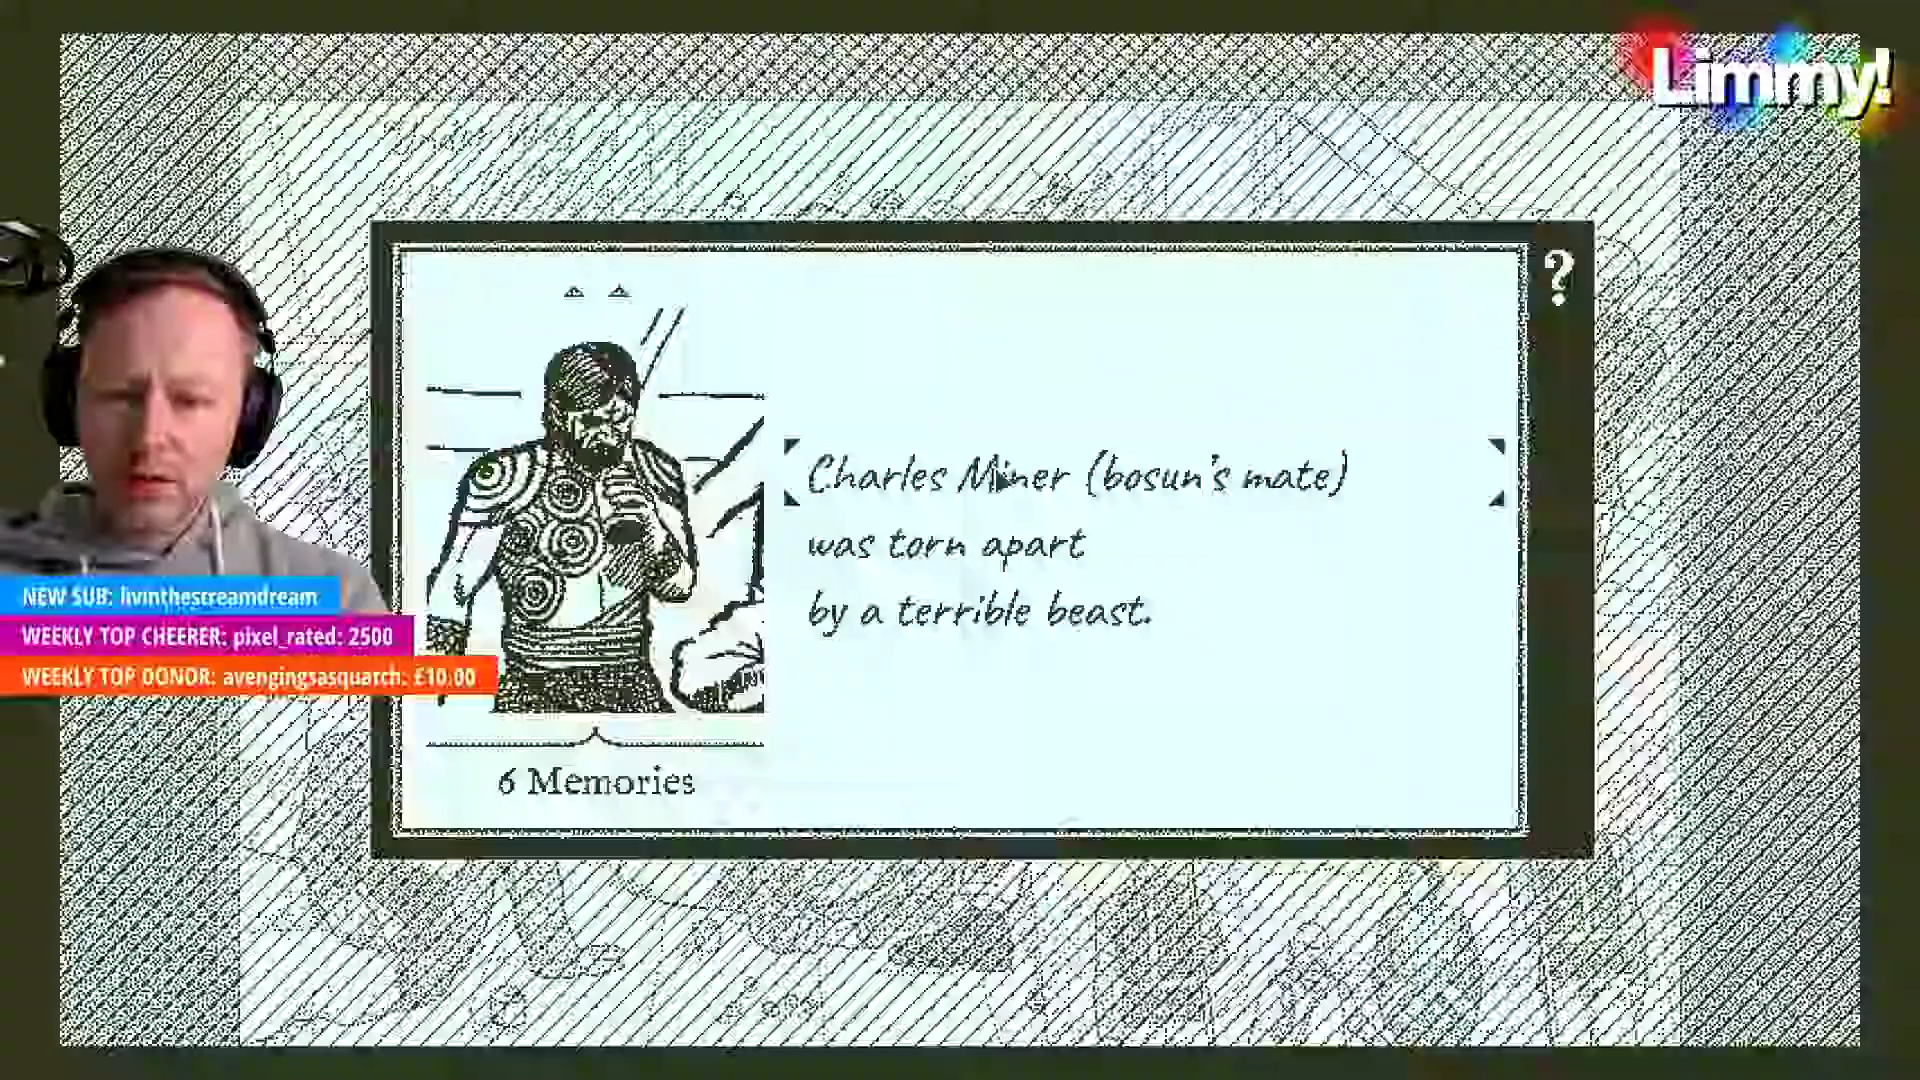 Limmy!
?
Charles Miner (bosun's mate)
was torn apart
by a terrible beast.
NEW SUB: livinthestreamdream
WEEKLY TOP CHEERER: pixel_rated: 2500
WEEKLY TOP DONOR: avengingsasquatch: £10.00
6 Memories